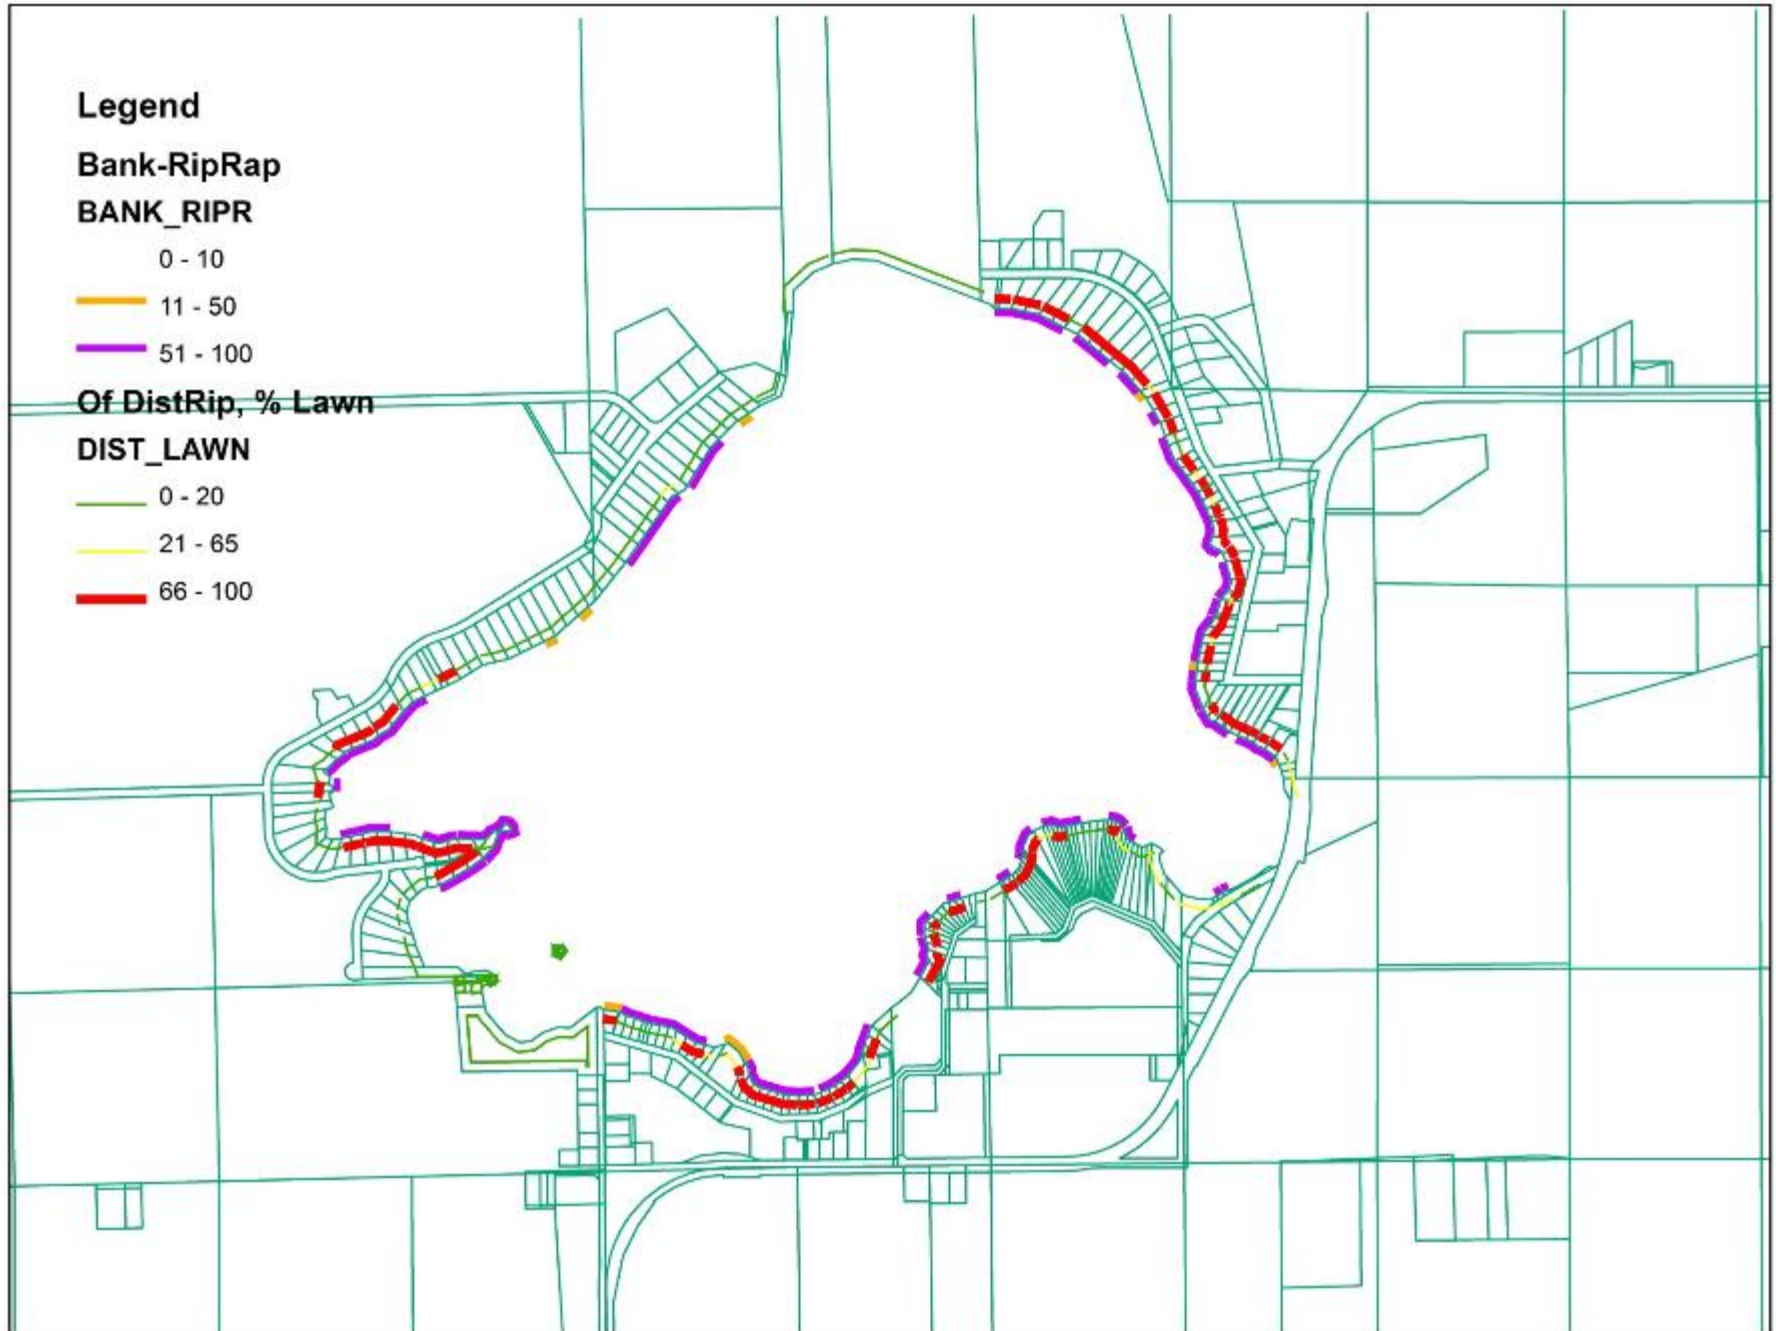 Legend
Bank-RipRap
BANK_RIPR
0 - 10
11 - 50
51 - 100
Of DistRip, % Lawn
DIST_LAWN
0 - 20
21 - 65
66 - 100